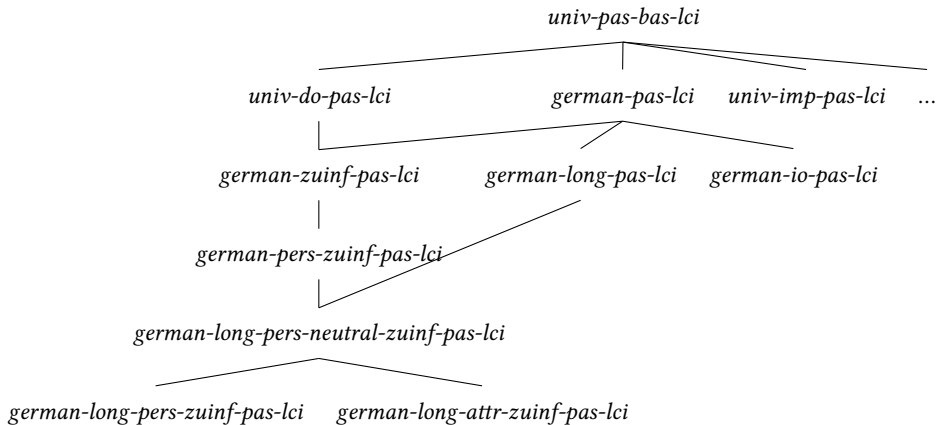 univ-pas-bas-lci
univ-do-pas-lci german-pas-lci univ-imp-pas-lci ...
german-zuinf-pas-lci german-long-pas-lci german-io-pas-lci
german-pers-zuinf-pas-lci
german-long-pers-neutral-zuinf-pas-lci
german-long-pers-zuinf-pas-lci german-long-attr-zuinf-pas-lci